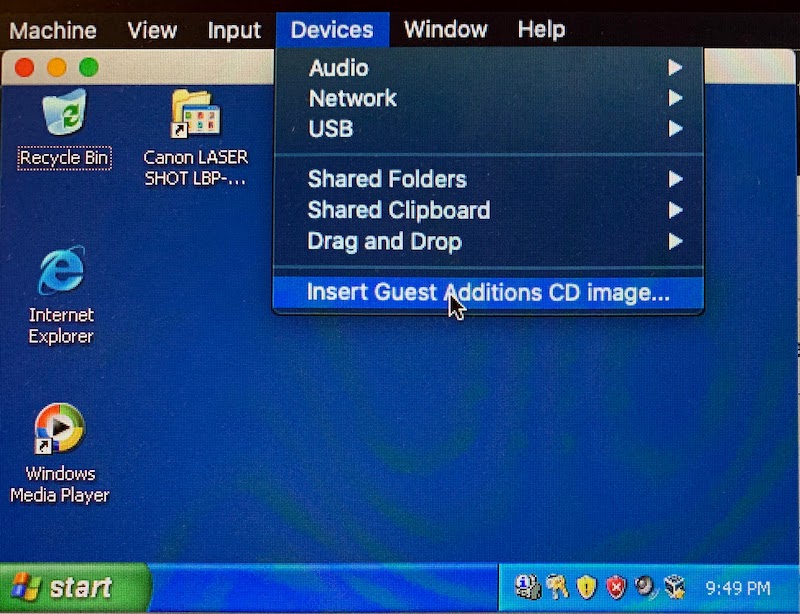 Machine View Input Devices Window Help
Audio
Network
USB
Shared Folders
Shared Clipboard
Drag and Drop
Insert Guest Additions CD image...
Recycle Bin
Canon LASER
SHOT LBP-...
Internet
Explorer
Windows
Media Player
start
9:49 PM